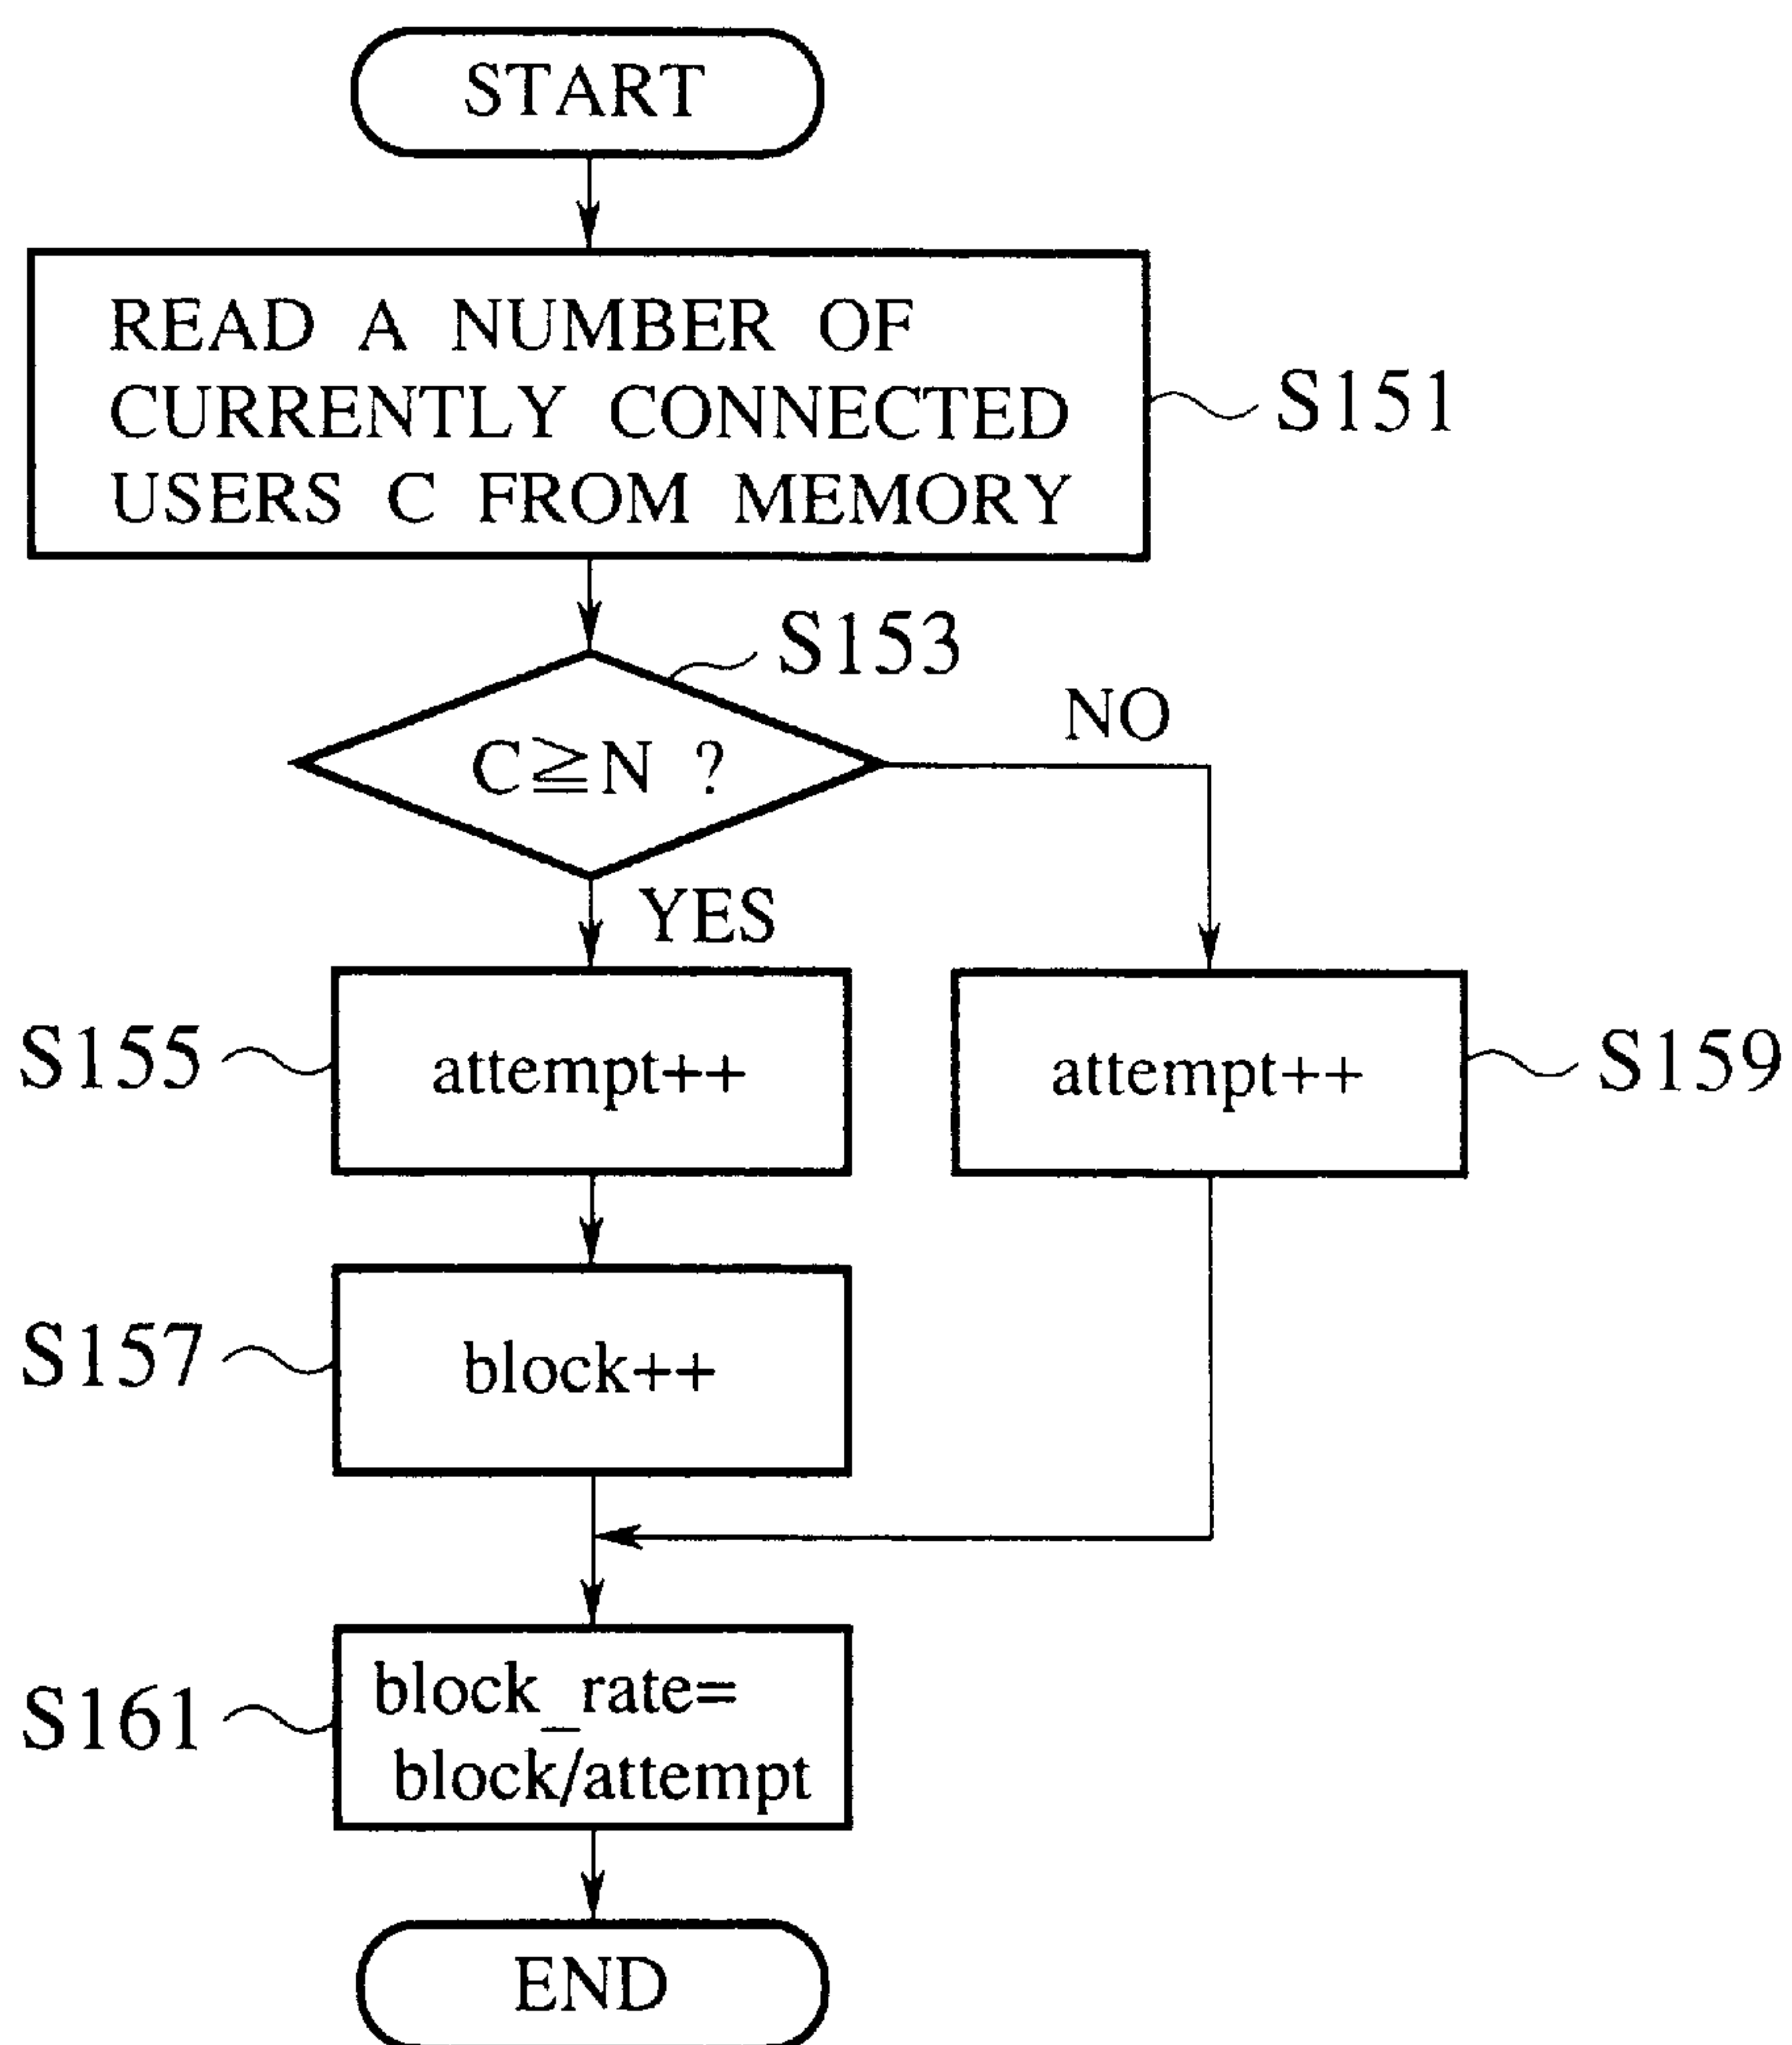 START
READ A NUMBER OF
CURRENTLY CONNECTED
USERS C FROM MEMORY
S151
S153
C≧N ?
NO
YES
S155
attempt++
attempt++
S159
S157
block++
S161
block_rate=
block/attempt
END